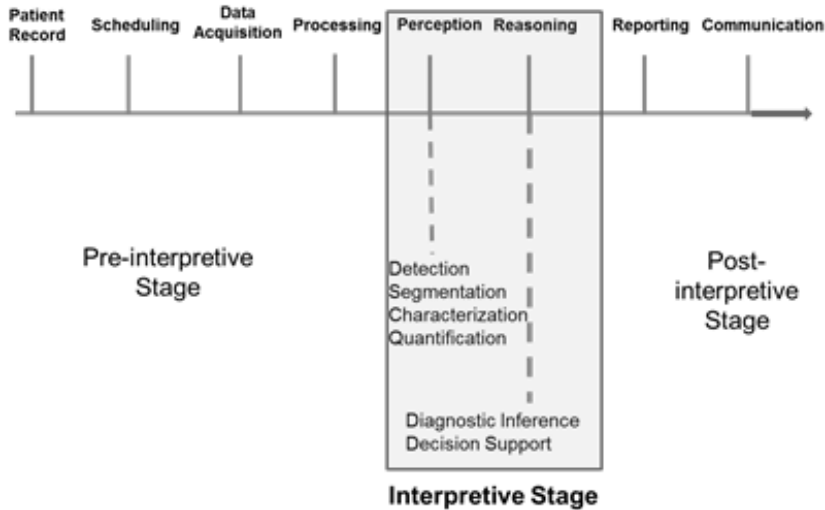 Patient
Record
Scheduling
Data
Acquisition
Processing
Perception
Reasoning
Reporting
Communication
Pre-interpretive
Stage
Detection
Segmentation
Characterization
Quantification
Diagnostic Inference
Decision Support
Interpretive Stage
Post-
interpretive
Stage